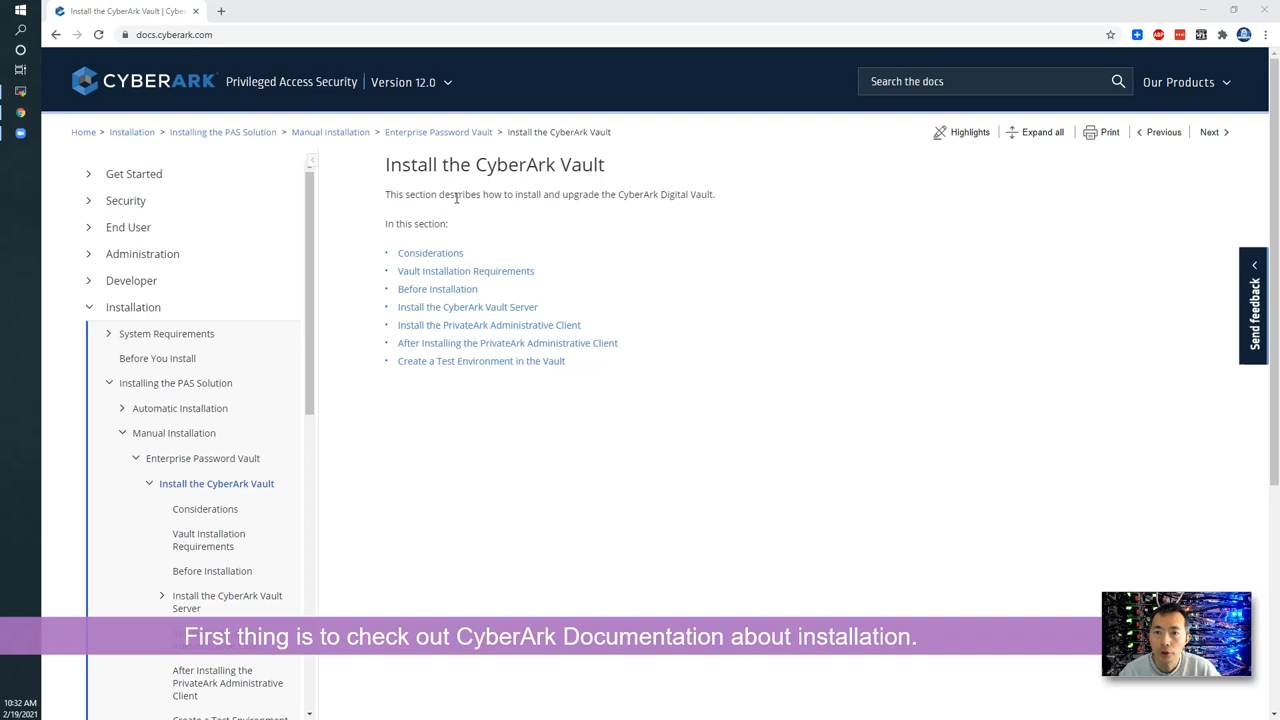 Install the CyberArk Vault | Cyber
docs.cyberark.com
CYBERARK Privileged Access Security Version 12.0
Search the docs
Our Products
Home > Installation > Installing the PAS Solution > Manual Installation > Enterprise Password Vault > Install the CyberArk Vault
Highlights
Expand all
Print
Previous
Next
Get Started
Security
End User
Administration
Developer
Installation
System Requirements
Before You Install
Installing the PAS Solution
Automatic Installation
Manual Installation
Enterprise Password Vault
Install the CyberArk Vault
Considerations
Vault Installation
Requirements
Before Installation
Install the CyberArk Vault
Server
After Installing the
PrivateArk Administrative
Client
Create a Test Environment
Install the CyberArk Vault
This section describes how to install and upgrade the CyberArk Digital Vault.
In this section:
• Considerations
• Vault Installation Requirements
• Before Installation
• Install the CyberArk Vault Server
• Install the PrivateArk Administrative Client
• After Installing the PrivateArk Administrative Client
• Create a Test Environment in the Vault
Send feedback
First thing is to check out CyberArk Documentation about installation.
10:32 AM
2/19/2021